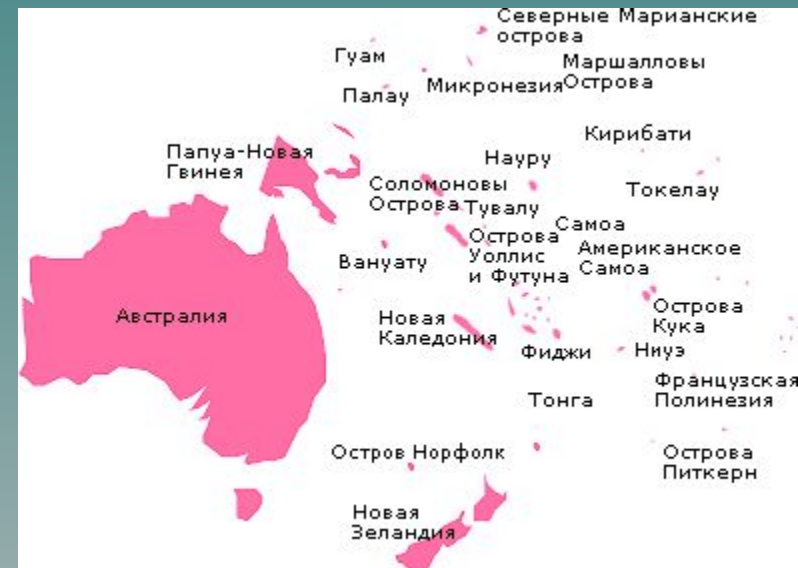 Северные Марианские
острова
Гуам
Маршалловы
Острова
Микронезия
Палау
Кирибати
Папуа-Новая
Гвинея
Науру
Соломоновы
Острова
Токелау
Тувалу
Самоа
Острова
Уоллис
и Футуна
Американское
Самоа
Вануату
Острова
Кука
Австралия
Новая
Каледония
Фиджи
Ниуэ
Французская
Полинезия
Тонга
Остров Норфолк
Острова
Питкерн
Новая
Зеландия